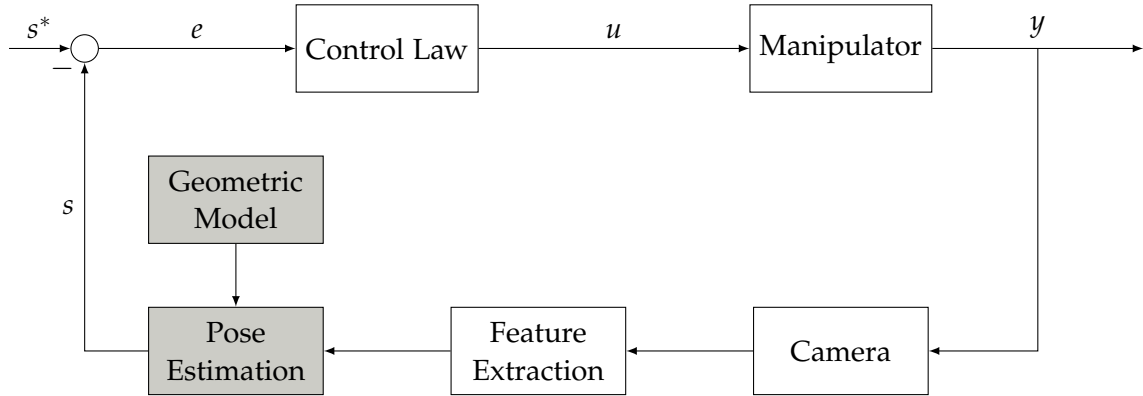 s*
e
Control Law
u
Manipulator
y
−
Geometric
Model
s
Pose
Estimation
Feature
Extraction
Camera